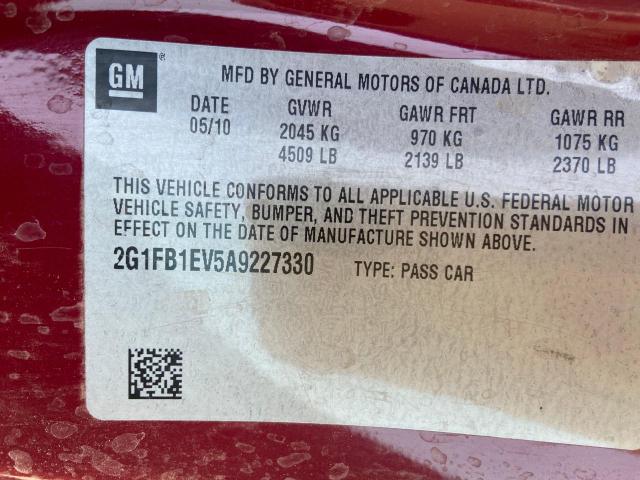 GM ®
MFD BY GENERAL MOTORS OF CANADA LTD.
DATE GVWR GAWR FRT GAWR RR
05/10 2045 KG 970 KG 1075 KG
4509 LB 2139 LB 2370 LB
THIS VEHICLE CONFORMS TO ALL APPLICABLE U.S. FEDERAL MOTOR
VEHICLE SAFETY, BUMPER, AND THEFT PREVENTION STANDARDS IN
EFFECT ON THE DATE OF MANUFACTURE SHOWN ABOVE.
2G1FB1EV5A9227330 TYPE: PASS CAR